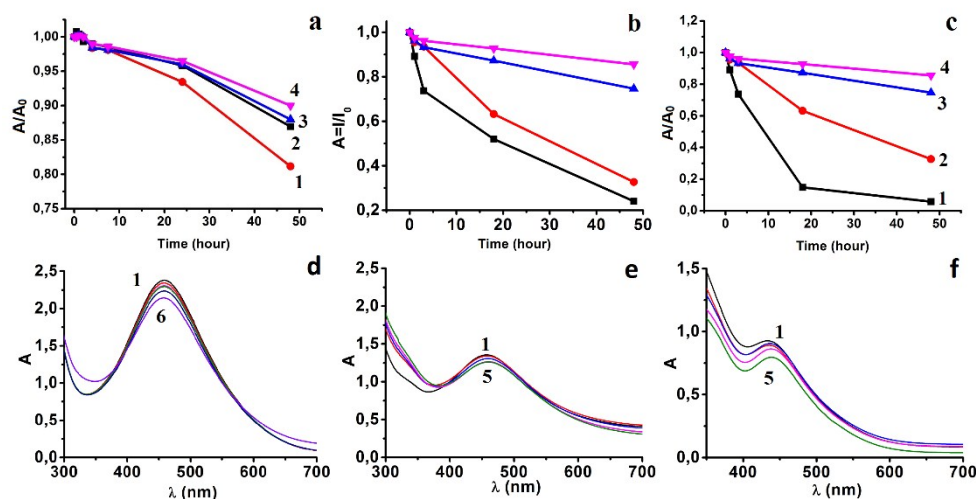 a
A/A0
1,00
0,95
0,90
0,85
0,80
0,75
0 10 20 30 40 50
Time (hour)
4
3
2
1
b
A=I/I0
1,0
0,8
0,6
0,4
0,2
0 10 20 30 40 50
Time (hour)
c
A/A0
1,0
0,8
0,6
0,4
0,2
0,0
0 10 20 30 40 50
Time (hour)
4
3
2
1
d
A
2,5
2,0
1,5
1,0
0,5
0,0
300 400 500 600 700
λ (nm)
1
6
e
A
2,5
2,0
1,5
1,0
0,5
0,0
300 400 500 600 700
λ (nm)
1
5
f
A
1,5
1,0
0,5
0,0
400 500 600 700
λ (nm)
1
5